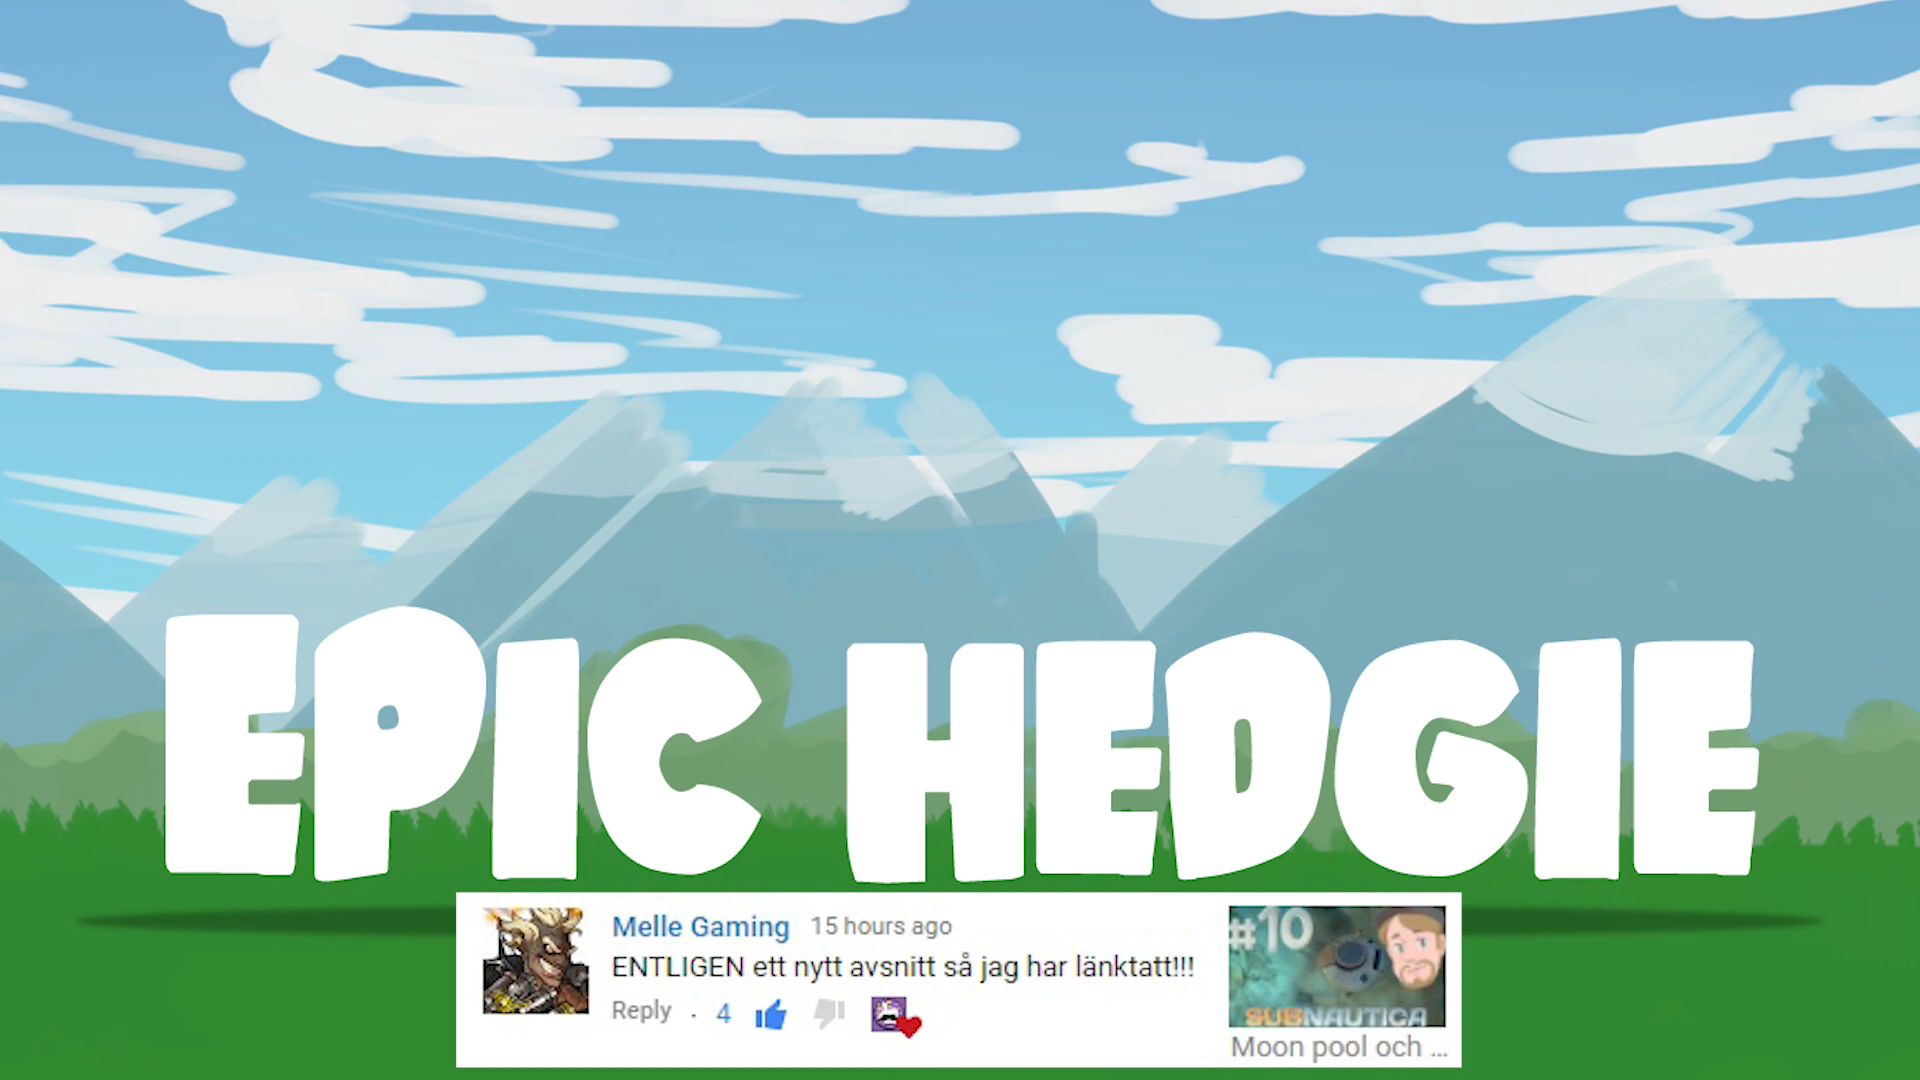 EPIC HEDGIE
Melle Gaming 15 hours ago
ENTLIGEN ett nytt avsnitt så jag har länktatt!!!
Reply · 4
#10
SUBNAUTICA
Moon pool och ...